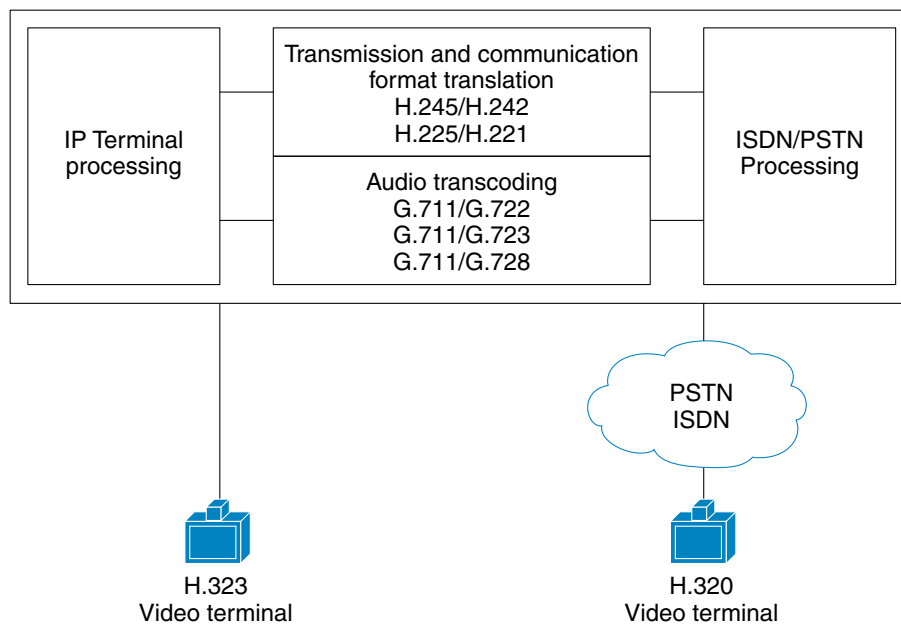 IP Terminal
processing
Transmission and communication
format translation
H.245/H.242
H.225/H.221
Audio transcoding
G.711/G.722
G.711/G.723
G.711/G.728
ISDN/PSTN
Processing
PSTN
ISDN
H.323
Video terminal
H.320
Video terminal